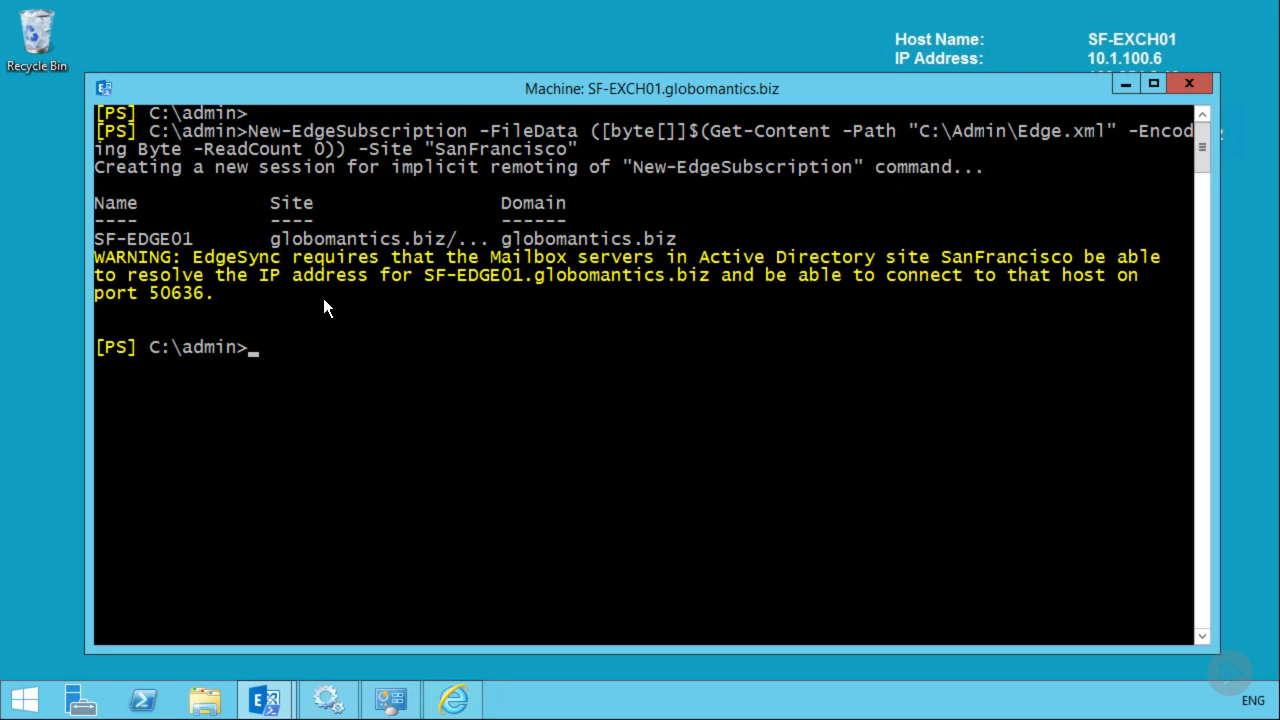 Recycle Bin
Host Name: SF-EXCH01
IP Address: 10.1.100.6
Machine: SF-EXCH01.globomantics.biz
[PS] C:\admin>
[PS] C:\admin>New-EdgeSubscription -FileData ([byte[]]$(Get-Content -Path "C:\Admin\Edge.xml" -Encod
ing Byte -ReadCount 0)) -Site "SanFrancisco"
Creating a new session for implicit remoting of "New-EdgeSubscription" command...
Name Site Domain
---- ---- ------
SF-EDGE01 globomantics.biz/... globomantics.biz
WARNING: EdgeSync requires that the Mailbox servers in Active Directory site SanFrancisco be able
to resolve the IP address for SF-EDGE01.globomantics.biz and be able to connect to that host on
port 50636.
[PS] C:\admin>_
ENG